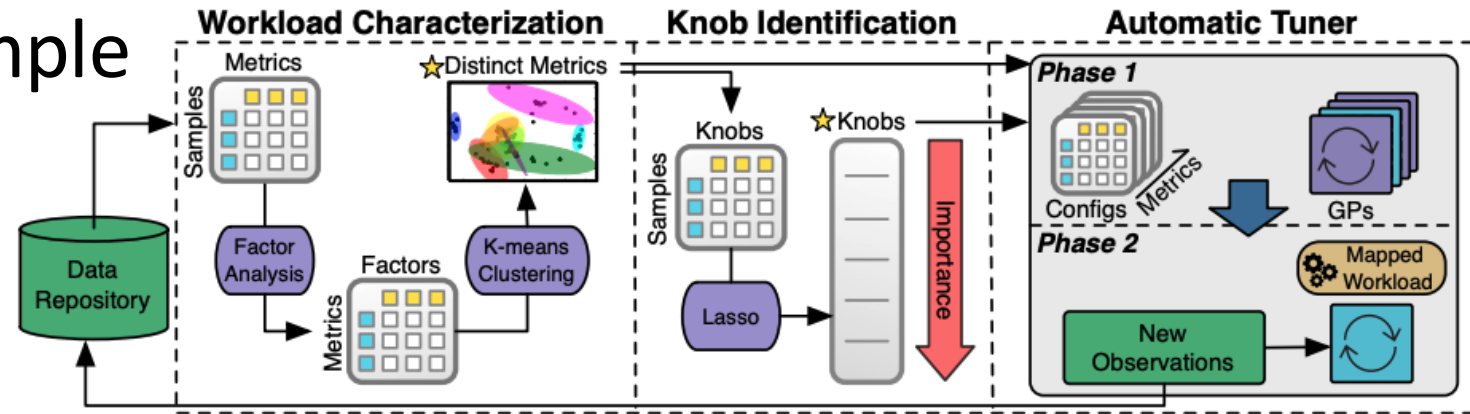 Workload Characterization
Knob Identification
Automatic Tuner
Metrics
Samples
Distinct Metrics
Factor
Analysis
Factors
Metrics
K-means
Clustering
Data
Repository
Knobs
Samples
Lasso
Knobs
Importance
Phase 1
Configs
Metrics
GPs
Phase 2
Mapped
Workload
New
Observations